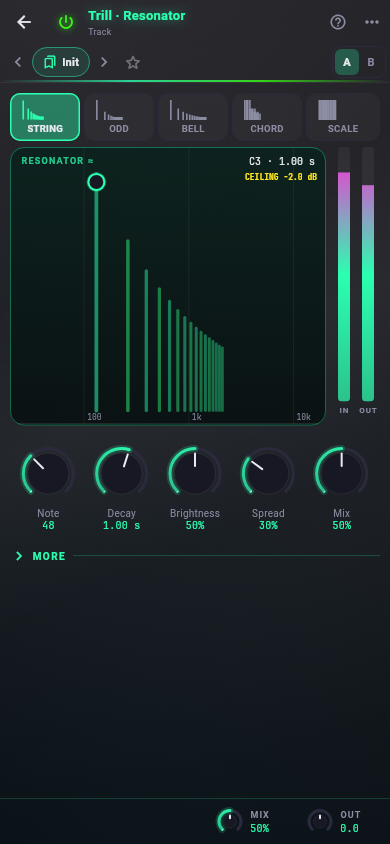 Trill · Resonator
Track
Init
A
B
STRING
ODD
BELL
CHORD
SCALE
RESONATOR ≈
C3 · 1.00 s
CEILING -2.0 dB
100
1k
10k
IN
OUT
Note
48
Decay
1.00 s
Brightness
50%
Spread
30%
Mix
50%
MORE
MIX
50%
OUT
0.0